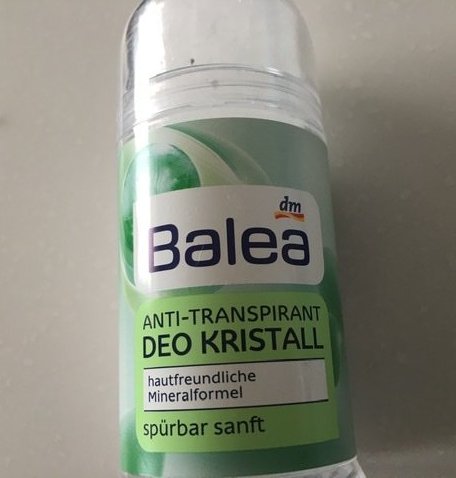 dm
Balea
ANTI-TRANSPIRANT
DEO KRISTALL
hautfreundliche
Mineralformel
spürbar sanft